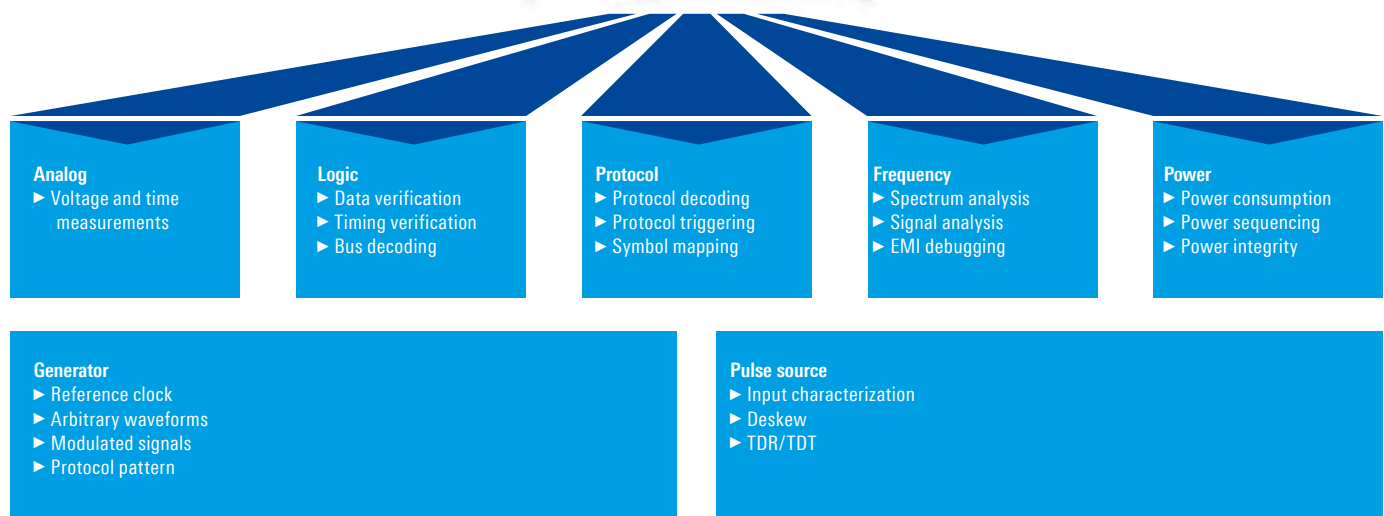 Analog
► Voltage and time
measurements
Logic
► Data verification
► Timing verification
► Bus decoding
Protocol
► Protocol decoding
► Protocol triggering
► Symbol mapping
Frequency
► Spectrum analysis
► Signal analysis
► EMI debugging
Power
► Power consumption
► Power sequencing
► Power integrity
Generator
► Reference clock
► Arbitrary waveforms
► Modulated signals
► Protocol pattern
Pulse source
► Input characterization
► Deskew
► TDR/TDT